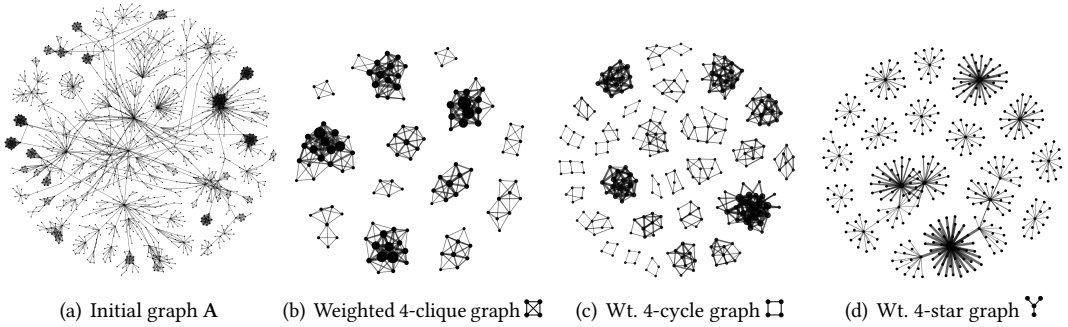 (a) Initial graph A
(b) Weighted 4-clique graph
(c) Wt. 4-cycle graph
(d) Wt. 4-star graph